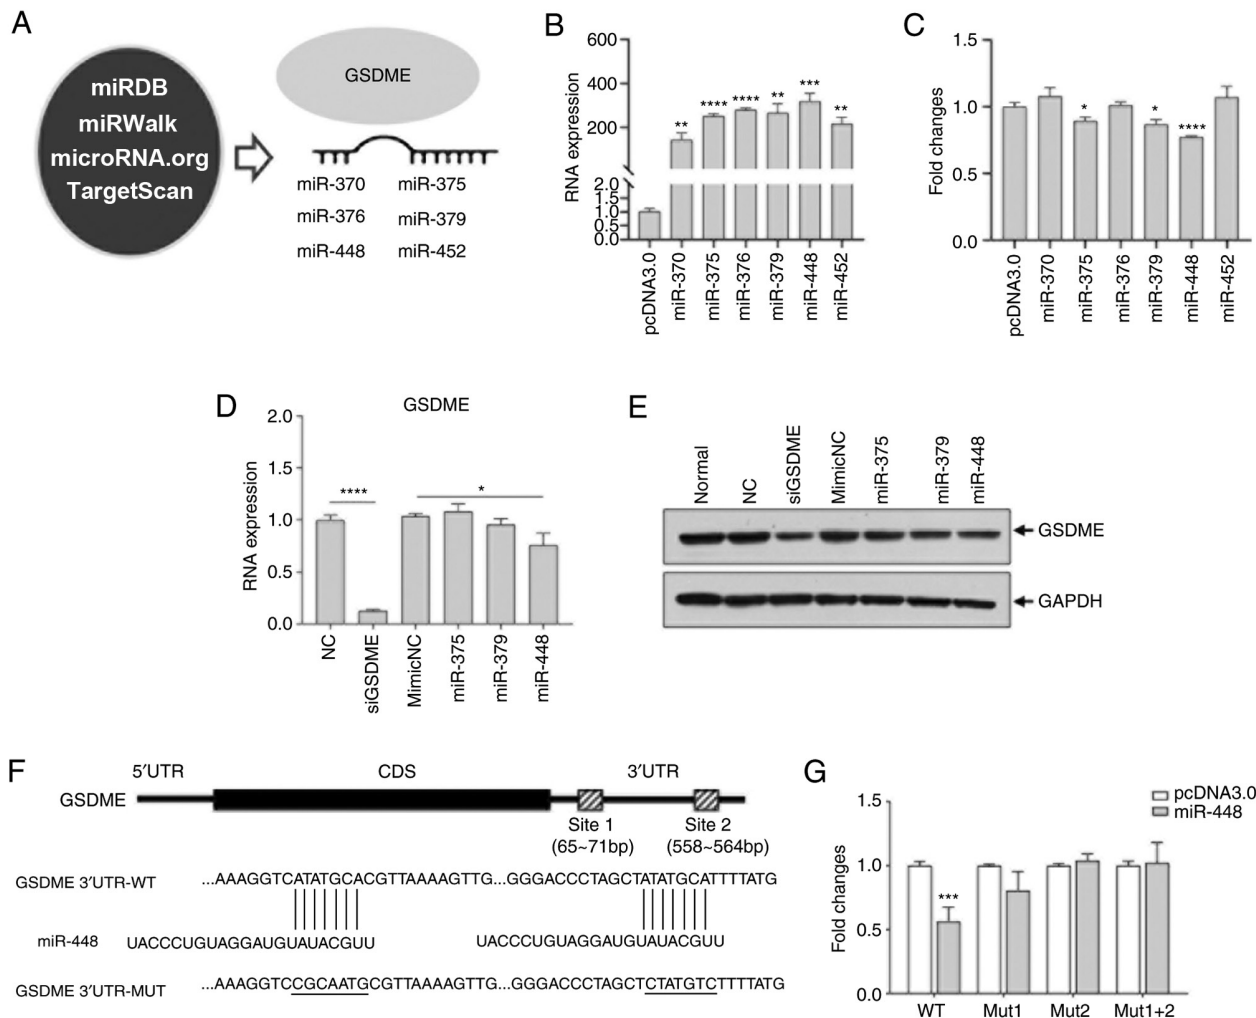 A
miRDB
miRWalk
microRNA.org
TargetScan
GSDME
miR-370 miR-375
miR-376 miR-379
miR-448 miR-452
B
RNA expression
600
400
200
2.0
1.5
1.0
0.5
0.0
** **** **** ** *** **
pcDNA3.0
miR-370
miR-375
miR-376
miR-379
miR-448
miR-452
C
Fold changes
1.5
1.0
0.5
0.0
* * ****
pcDNA3.0
miR-370
miR-375
miR-376
miR-379
miR-448
miR-452
D
GSDME
RNA expression
2.0
1.5
1.0
0.5
0.0
**** *
NC
siGSDME
MimicNC
miR-375
miR-379
miR-448
E
Normal
NC
siGSDME
MimicNC
miR-375
miR-379
miR-448
GSDME
GAPDH
F
5′UTR CDS 3′UTR
GSDME
Site 1 Site 2
(65~71bp) (558~564bp)
GSDME 3′UTR-WT ...AAAGGTCATATGCACGTTAAAAGTTG...GGGACCCTAGCTATATGCATTTTATG
miR-448 UACCCUGUAGGAUGUAUACGUU UACCCUGUAGGAUGUAUACGUU
GSDME 3′UTR-MUT ...AAAGGTCCGCAATGCGTTAAAAGTTG...GGGACCCTAGCTCTATGTCTTTTATG
G
pcDNA3.0
miR-448
Fold changes
1.5
1.0
0.5
0.0
***
WT Mut1 Mut2 Mut1+2